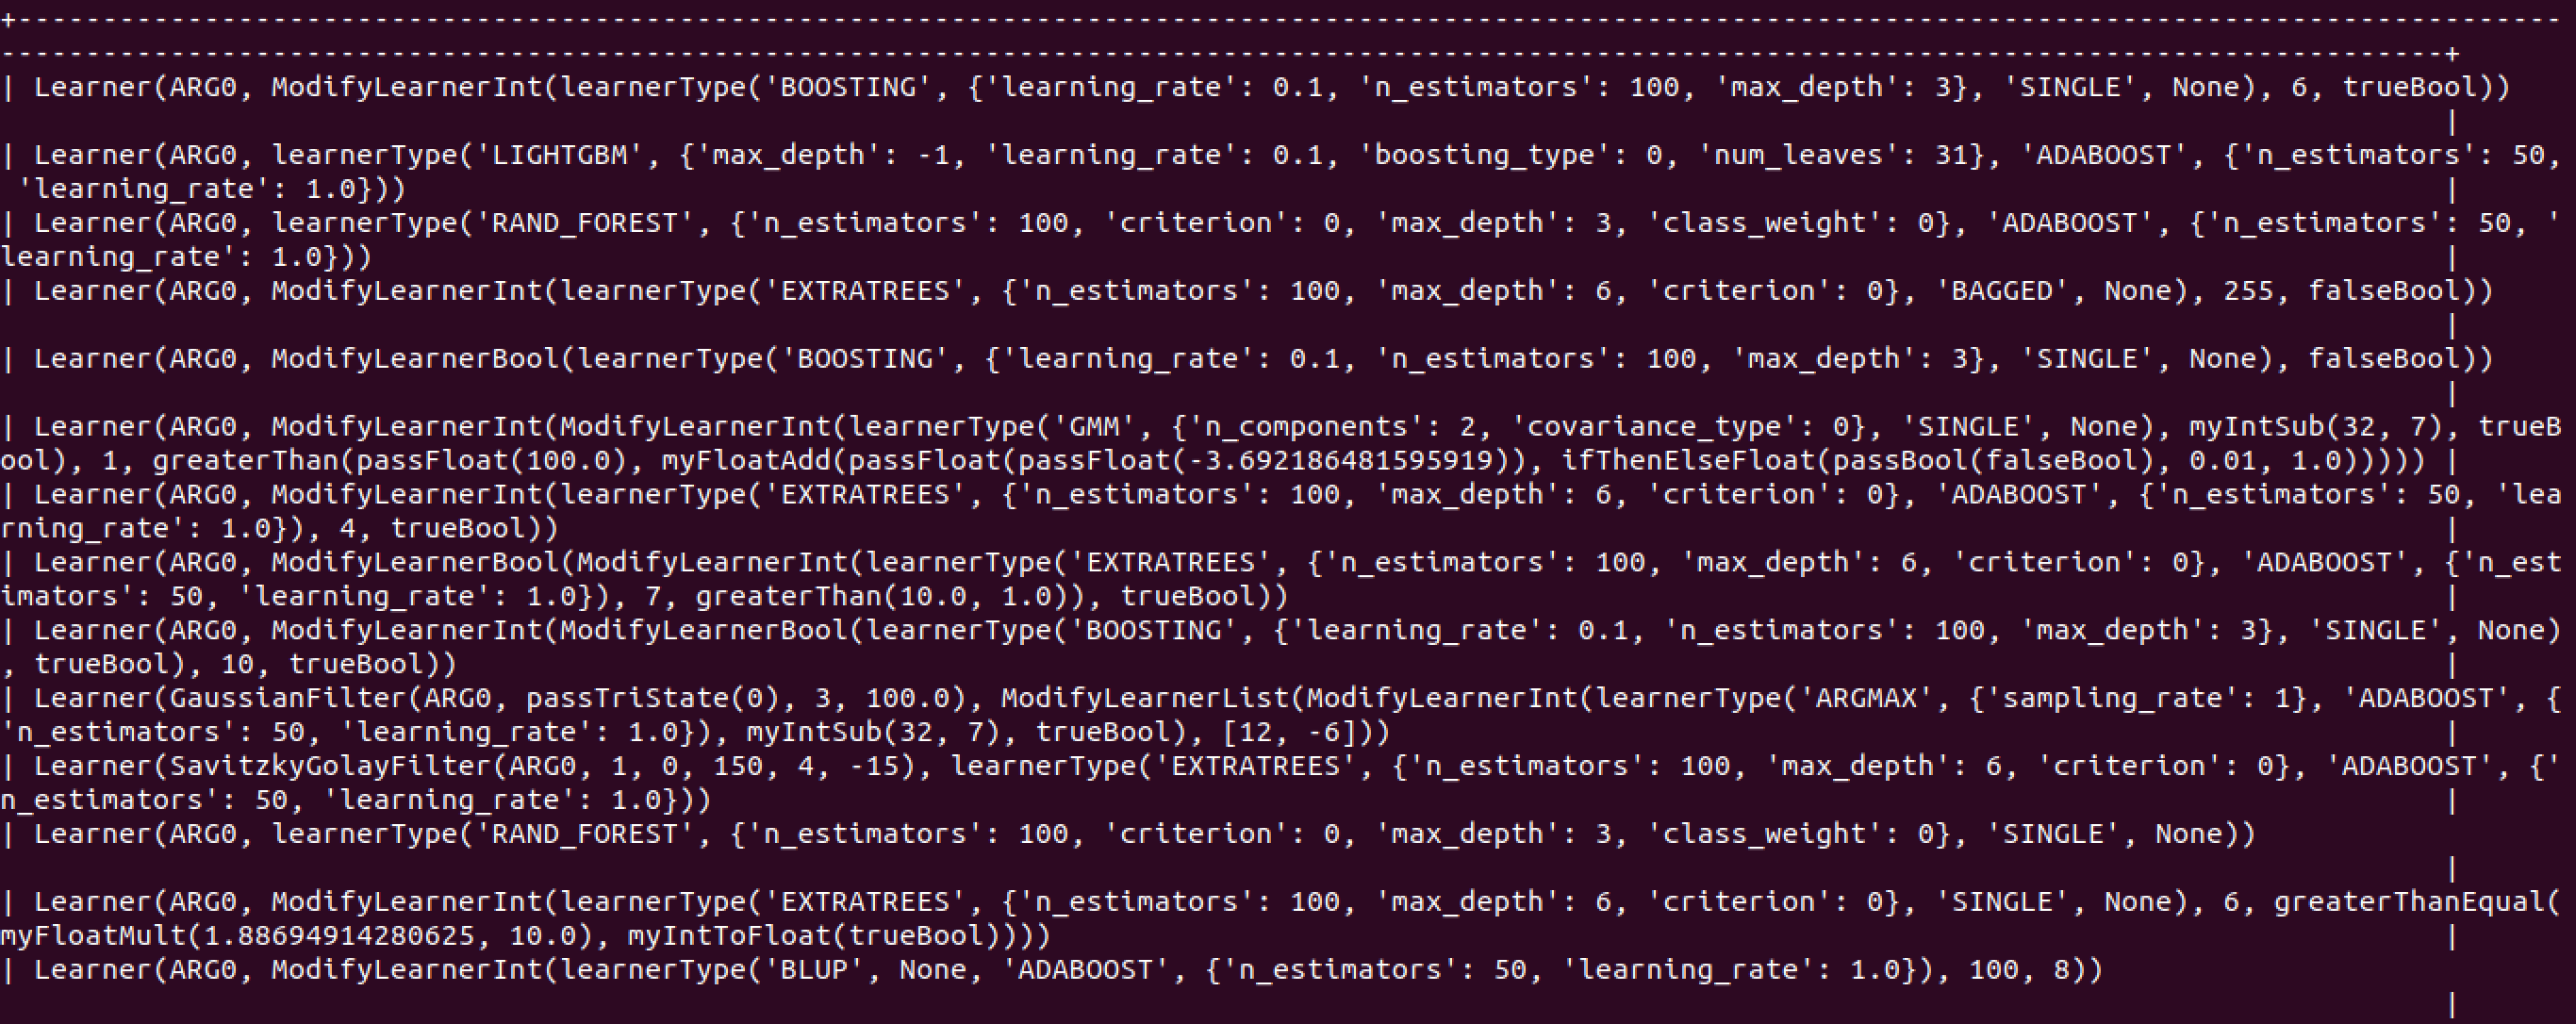 +------------------------------------------------------------------------------------------------------------------------------------------------------
------------------------------------------------------------------------------------------------------------------------------------------------+
| Learner(ARG0, ModifyLearnerInt(learnerType('BOOSTING', {'learning_rate': 0.1, 'n_estimators': 100, 'max_depth': 3}, 'SINGLE', None), 6, trueBool))
|
| Learner(ARG0, learnerType('LIGHTGBM', {'max_depth': -1, 'learning_rate': 0.1, 'boosting_type': 0, 'num_leaves': 31}, 'ADABOOST', {'n_estimators': 50,
 'learning_rate': 1.0})) |
| Learner(ARG0, learnerType('RAND_FOREST', {'n_estimators': 100, 'criterion': 0, 'max_depth': 3, 'class_weight': 0}, 'ADABOOST', {'n_estimators': 50, '
learning_rate': 1.0})) |
| Learner(ARG0, ModifyLearnerInt(learnerType('EXTRATREES', {'n_estimators': 100, 'max_depth': 6, 'criterion': 0}, 'BAGGED', None), 255, falseBool))
|
| Learner(ARG0, ModifyLearnerBool(learnerType('BOOSTING', {'learning_rate': 0.1, 'n_estimators': 100, 'max_depth': 3}, 'SINGLE', None), falseBool))
|
| Learner(ARG0, ModifyLearnerInt(ModifyLearnerInt(learnerType('GMM', {'n_components': 2, 'covariance_type': 0}, 'SINGLE', None), myIntSub(32, 7), trueB
ool), 1, greaterThan(passFloat(100.0), myFloatAdd(passFloat(passFloat(-3.692186481595919)), ifThenElseFloat(passBool(falseBool), 0.01, 1.0))))) |
| Learner(ARG0, ModifyLearnerInt(learnerType('EXTRATREES', {'n_estimators': 100, 'max_depth': 6, 'criterion': 0}, 'ADABOOST', {'n_estimators': 50, 'lea
rning_rate': 1.0}), 4, trueBool)) |
| Learner(ARG0, ModifyLearnerBool(ModifyLearnerInt(learnerType('EXTRATREES', {'n_estimators': 100, 'max_depth': 6, 'criterion': 0}, 'ADABOOST', {'n_est
imators': 50, 'learning_rate': 1.0}), 7, greaterThan(10.0, 1.0)), trueBool)) |
| Learner(ARG0, ModifyLearnerInt(ModifyLearnerBool(learnerType('BOOSTING', {'learning_rate': 0.1, 'n_estimators': 100, 'max_depth': 3}, 'SINGLE', None)
, trueBool), 10, trueBool)) |
| Learner(GaussianFilter(ARG0, passTriState(0), 3, 100.0), ModifyLearnerList(ModifyLearnerInt(learnerType('ARGMAX', {'sampling_rate': 1}, 'ADABOOST', {
'n_estimators': 50, 'learning_rate': 1.0}), myIntSub(32, 7), trueBool), [12, -6])) |
| Learner(SavitzkyGolayFilter(ARG0, 1, 0, 150, 4, -15), learnerType('EXTRATREES', {'n_estimators': 100, 'max_depth': 6, 'criterion': 0}, 'ADABOOST', {'
n_estimators': 50, 'learning_rate': 1.0})) |
| Learner(ARG0, learnerType('RAND_FOREST', {'n_estimators': 100, 'criterion': 0, 'max_depth': 3, 'class_weight': 0}, 'SINGLE', None))
|
| Learner(ARG0, ModifyLearnerInt(learnerType('EXTRATREES', {'n_estimators': 100, 'max_depth': 6, 'criterion': 0}, 'SINGLE', None), 6, greaterThanEqual(
myFloatMult(1.88694914280625, 10.0), myIntToFloat(trueBool)))) |
| Learner(ARG0, ModifyLearnerInt(learnerType('BLUP', None, 'ADABOOST', {'n_estimators': 50, 'learning_rate': 1.0}), 100, 8))
|